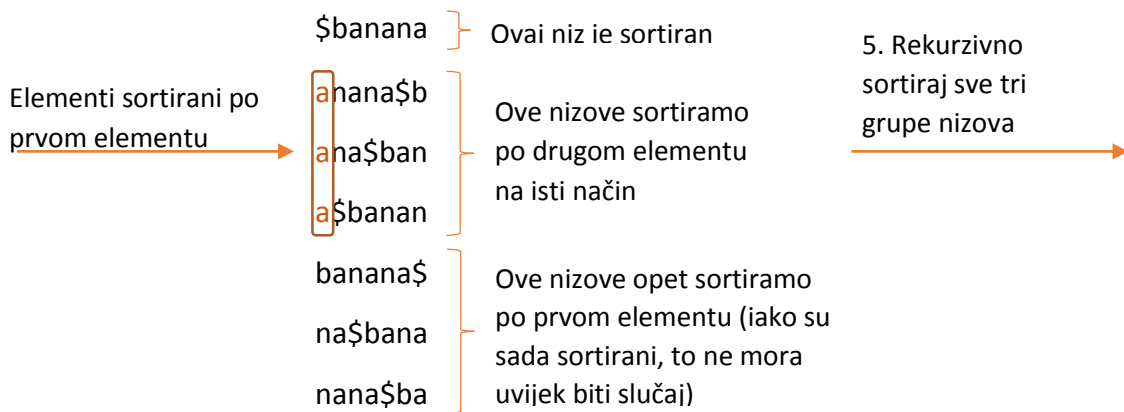 Elementi sortirani po
prvom elementu
$banana
Ovai niz ie sortiran
anana$b
ana$ban
a$banan
Ove nizove sortiramo
po drugom elementu
na isti način
banana$
na$bana
nana$ba
Ove nizove opet sortiramo
po prvom elementu (iako su
sada sortirani, to ne mora
uvijek biti slučaj)
5. Rekurzivno
sortiraj sve tri
grupe nizova